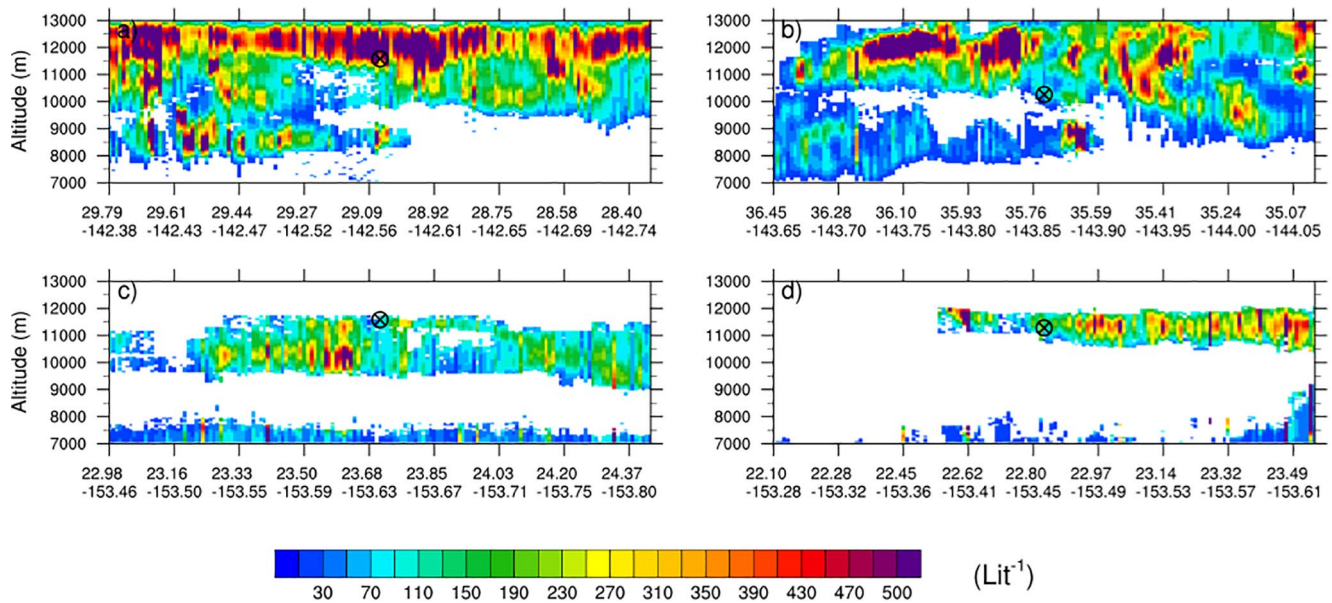 a) b)
13000 13000
12000 12000
11000 11000
10000 10000
9000 9000
8000 8000
7000 7000
Altitude (m)
29.79 29.61 29.44 29.27 29.09 28.92 28.75 28.58 28.40 36.45 36.28 36.10 35.93 35.76 35.59 35.41 35.24 35.07
-142.38 -142.43 -142.47 -142.52 -142.56 -142.61 -142.65 -142.69 -142.74 -143.65 -143.70 -143.75 -143.80 -143.85 -143.90 -143.95 -144.00 -144.05
c) d)
13000 13000
12000 12000
11000 11000
10000 10000
9000 9000
8000 8000
7000 7000
Altitude (m)
22.98 23.16 23.33 23.50 23.68 23.85 24.03 24.20 24.37 22.10 22.28 22.45 22.62 22.80 22.97 23.14 23.32 23.49
-153.46 -153.50 -153.55 -153.59 -153.63 -153.67 -153.71 -153.75 -153.80 -153.28 -153.32 -153.36 -153.41 -153.45 -153.49 -153.53 -153.57 -153.61
30 70 110 150 190 230 270 310 350 390 430 470 500
(Lit⁻¹)